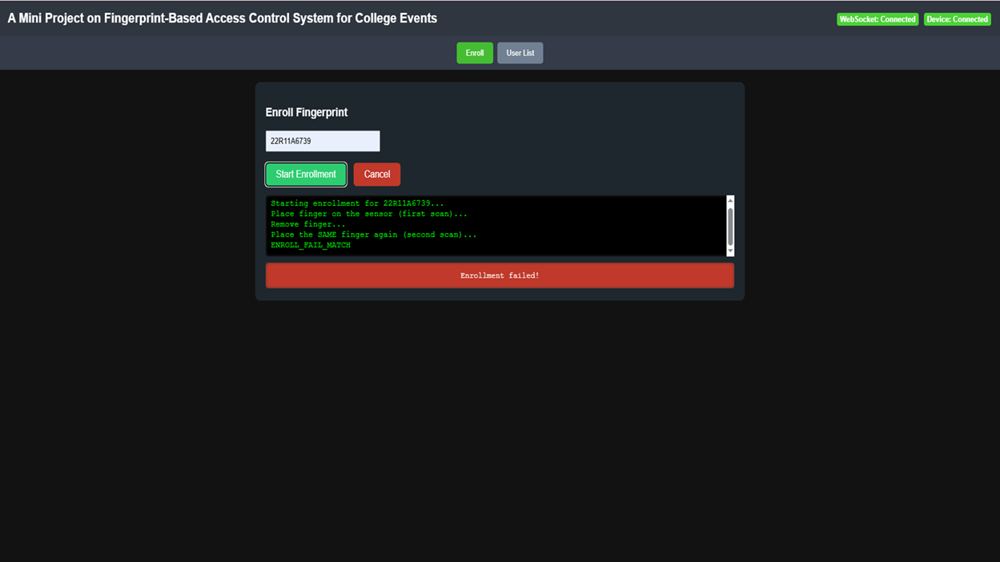 A Mini Project on Fingerprint-Based Access Control System for College Events
WebSocket: Connected
Device: Connected
Enroll
User List
Enroll Fingerprint
22R11A6739
Start Enrollment
Cancel
Starting enrollment for 22R11A6739...
Place finger on the sensor (first scan)...
Remove finger...
Place the SAME finger again (second scan)...
ENROLL_FAIL_MATCH
Enrollment failed!